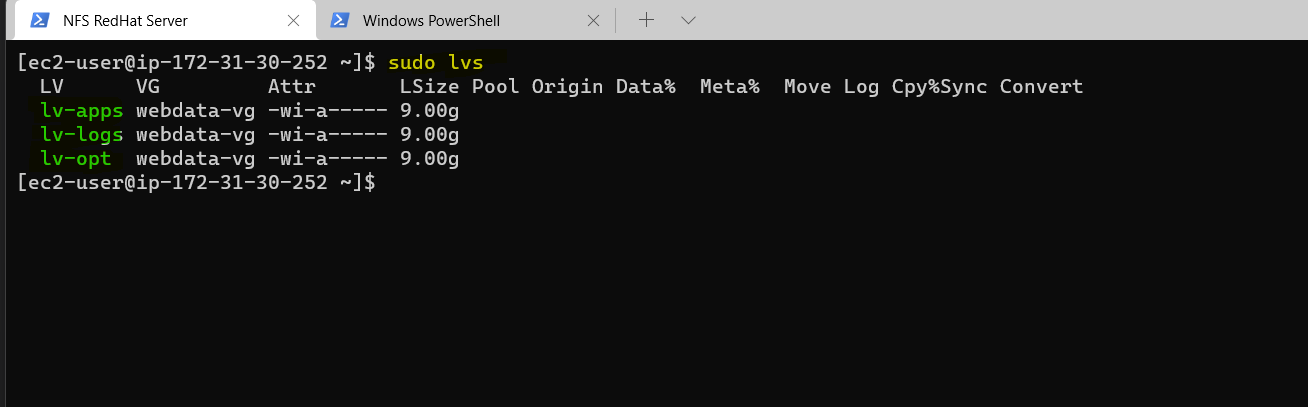 NFS RedHat Server
Windows PowerShell
[ec2-user@ip-172-31-30-252 ~]$ sudo lvs
  LV      VG         Attr       LSize Pool Origin Data%  Meta%  Move Log Cpy%Sync Convert
  lv-apps webdata-vg -wi-a----- 9.00g
  lv-logs webdata-vg -wi-a----- 9.00g
  lv-opt  webdata-vg -wi-a----- 9.00g
[ec2-user@ip-172-31-30-252 ~]$